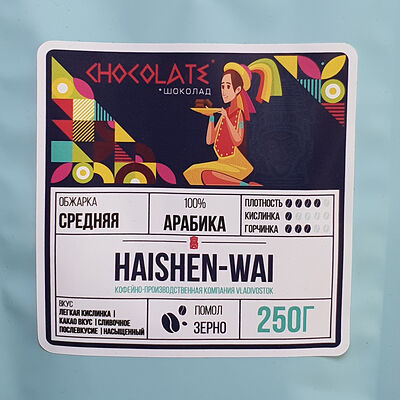 CHOCOLATE
•ШОКОЛАД
ОБЖАРКА
СРЕДНЯЯ
100%
АРАБИКА
ПЛОТНОСТЬ
КИСЛИНКА
ГОРЧИНКА
HAISHEN-WAI
КОФЕЙНО-ПРОИЗВОДСТВЕННАЯ КОМПАНИЯ VLADIVOSTOK
ВКУС
ЛЕГКАЯ КИСЛИНКА |
КАКАО ВКУС | СЛИВОЧНОЕ
ПОСЛЕВКУСИЕ | НАСЫЩЕННЫЙ
ПОМОЛ
ЗЕРНО
250Г